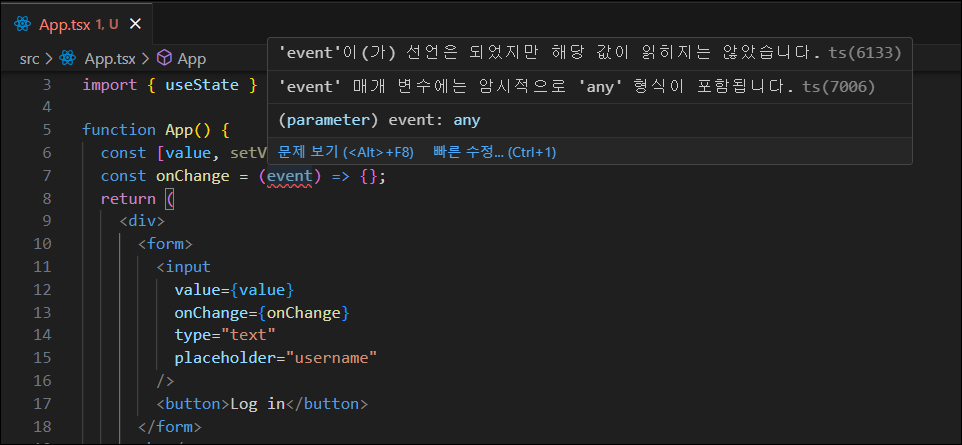 App.tsx 1, U
src > App.tsx > App
'event'이(가) 선언은 되었지만 해당 값이 읽히지는 않았습니다. ts(6133)
'event' 매개 변수에는 암시적으로 'any' 형식이 포함됩니다. ts(7006)
(parameter) event: any
문제 보기 (<Alt>+F8) 빠른 수정... (Ctrl+1)
3 import { useState }
4
5 function App() {
6 const [value, setV
7 const onChange = (event) => {};
8 return (
9 <div>
10 <form>
11 <input
12 value={value}
13 onChange={onChange}
14 type="text"
15 placeholder="username"
16 />
17 <button>Log in</button>
18 </form>